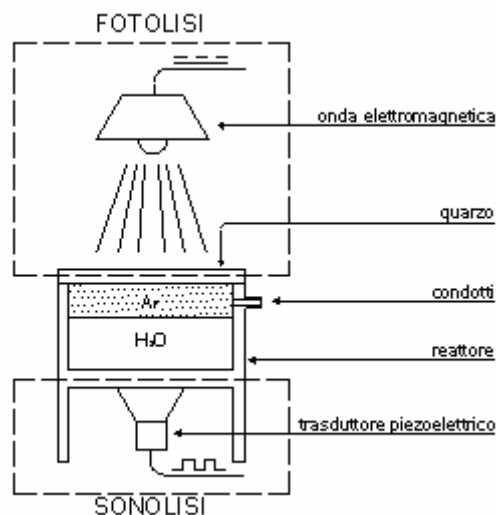 FOTOLISI
onda elettromagnetica
quarzo
Ar
condotti
H₂O
reattore
trasduttore piezoelettrico
SONOLISI